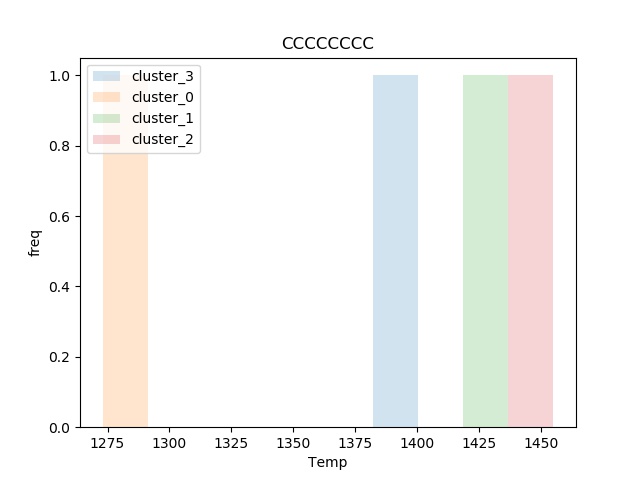 CCCCCCCC
cluster_3
cluster_0
cluster_1
cluster_2
1.0
0.8
0.6
0.4
0.2
0.0
freq
1275 1300 1325 1350 1375 1400 1425 1450
Temp